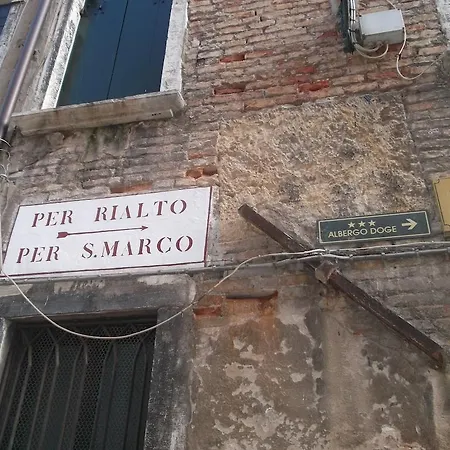 PER RIALTO
PER S.MARCO
ALBERGO DOGE